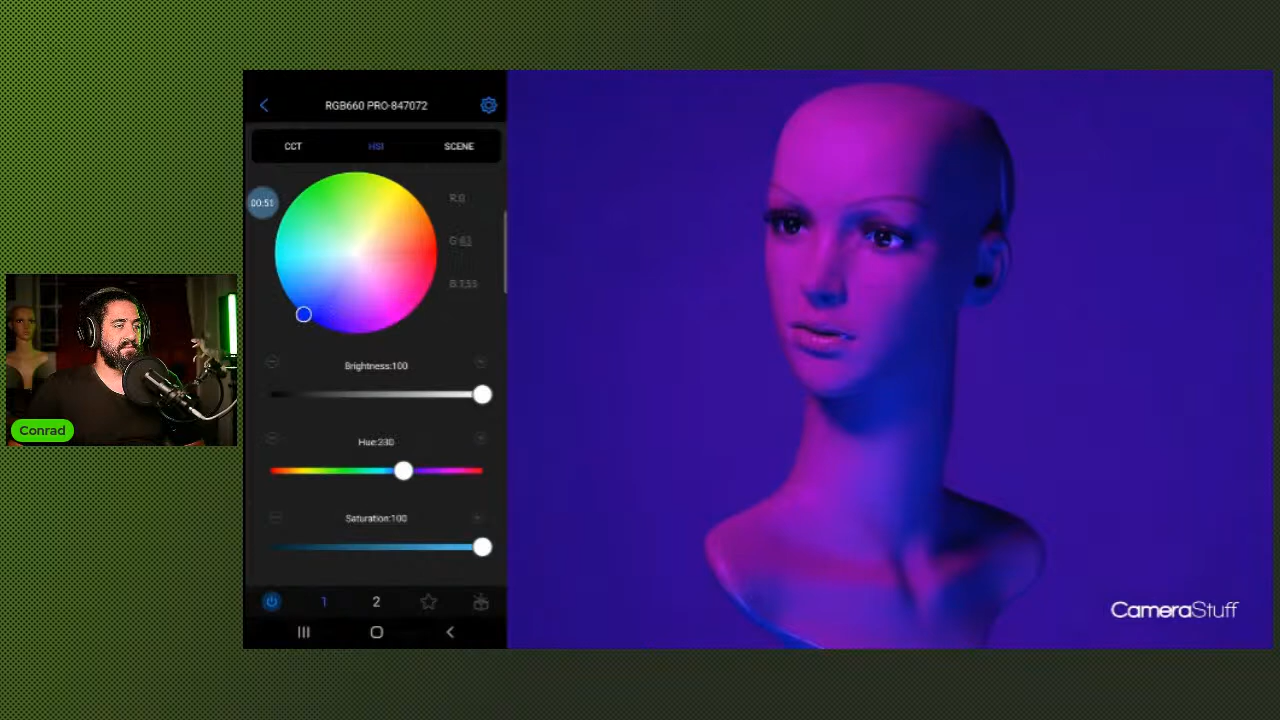 RGB660 PRO-847072
CCT
HSI
SCENE
00:51
R:0
G:43
Brightness:100
Hue:230
Saturation:100
1
2
Conrad
CameraStuff